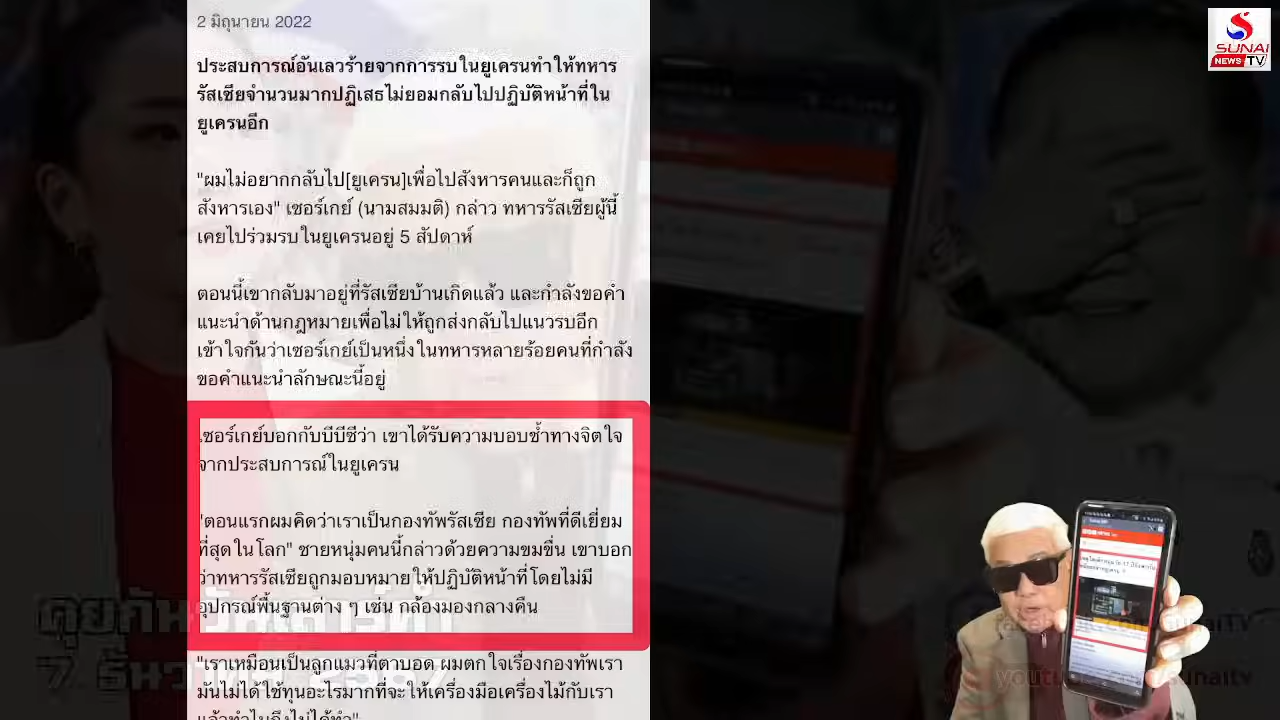 2 มิถุนายน 2022
ประสบการณ์อันเลวร้ายจากการรบในยูเครนทำให้ทหาร
รัสเซียจำนวนมากปฏิเสธไม่ยอมกลับไปปฏิบัติหน้าที่ใน
ยูเครนอีก
"ผมไม่อยากกลับไป[ยูเครน]เพื่อไปสังหารคนและก็ถูก
สังหารเอง" เซอร์เกย์ (นามสมมติ) กล่าว ทหารรัสเซียผู้นี้
เคยไปร่วมรบในยูเครนอยู่ 5 สัปดาห์
ตอนนี้เขากลับมาอยู่ที่รัสเซียบ้านเกิดแล้ว และกำลังขอคำ
แนะนำด้านกฎหมายเพื่อไม่ให้ถูกส่งกลับไปแนวรบอีก
เข้าใจกันว่าเซอร์เกย์เป็นหนึ่งในทหารหลายร้อยคนที่กำลัง
ขอคำแนะนำลักษณะนี้อยู่
เซอร์เกย์บอกกับบีบีซีว่า เขาได้รับความบอบช้ำทางจิตใจ
จากประสบการณ์ในยูเครน
"ตอนแรกผมคิดว่าเราเป็นกองทัพรัสเซีย กองทัพที่ดีเยี่ยม
ที่สุดในโลก" ชายหนุ่มคนนี้กล่าวด้วยความขมขื่น เขาบอก
ว่าทหารรัสเซียถูกมอบหมายให้ปฏิบัติหน้าที่โดยไม่มี
อุปกรณ์พื้นฐานต่าง ๆ เช่น กล้องมองกลางคืน
"เราเหมือนเป็นลูกแมวที่ตาบอด ผมตกใจเรื่องกองทัพเรา
มันไม่ได้ใช้ทุนอะไรมากที่จะให้เครื่องมือเครื่องไม้กับเรา
แล้วทำไมถึงไม่ได้ทำ"
SUNAI
NEWS TV